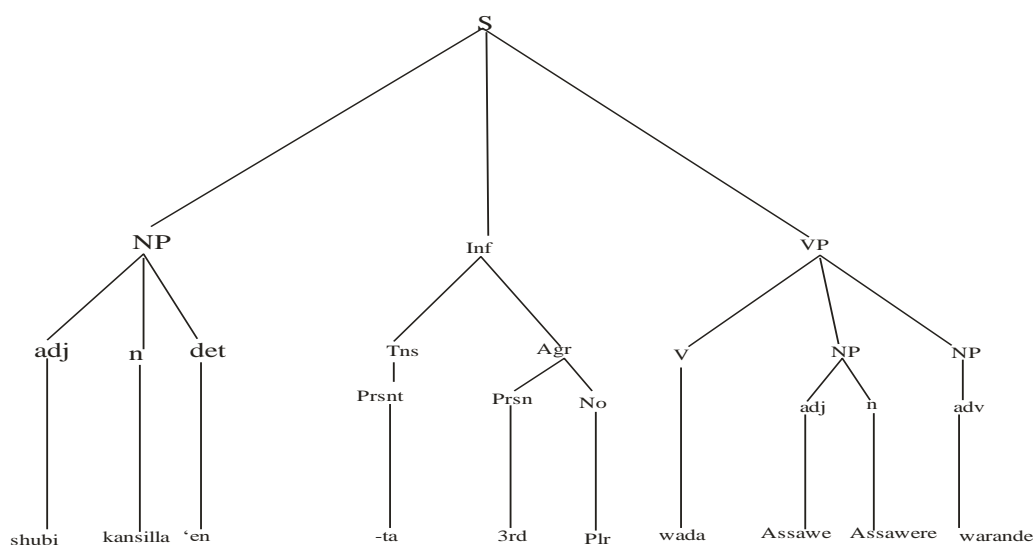 S
NP Inf VP
adj n det Tns Agr V NP NP
Prsnt Prsn No adj n adv
shubi kansilla ‘en -ta 3rd Plr wada Assawe Assawere warande